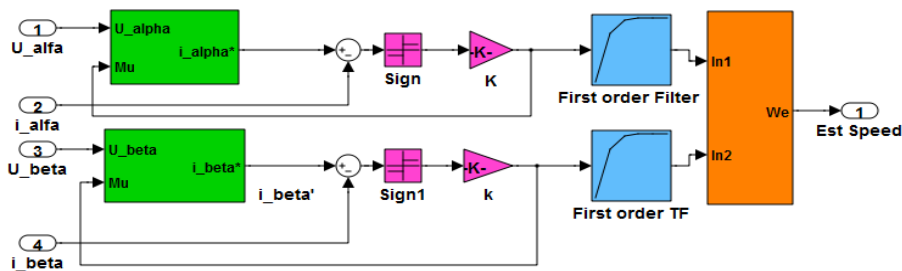 1
U_alfa
U_alpha
i_alpha*
Mu
2
i_alfa
+
-
Sign
-K-
K
First order Filter
In1
In2
We
1
Est Speed
3
U_beta
U_beta
i_beta*
Mu
i_beta'
+
-
Sign1
-K-
k
First order TF
4
i_beta